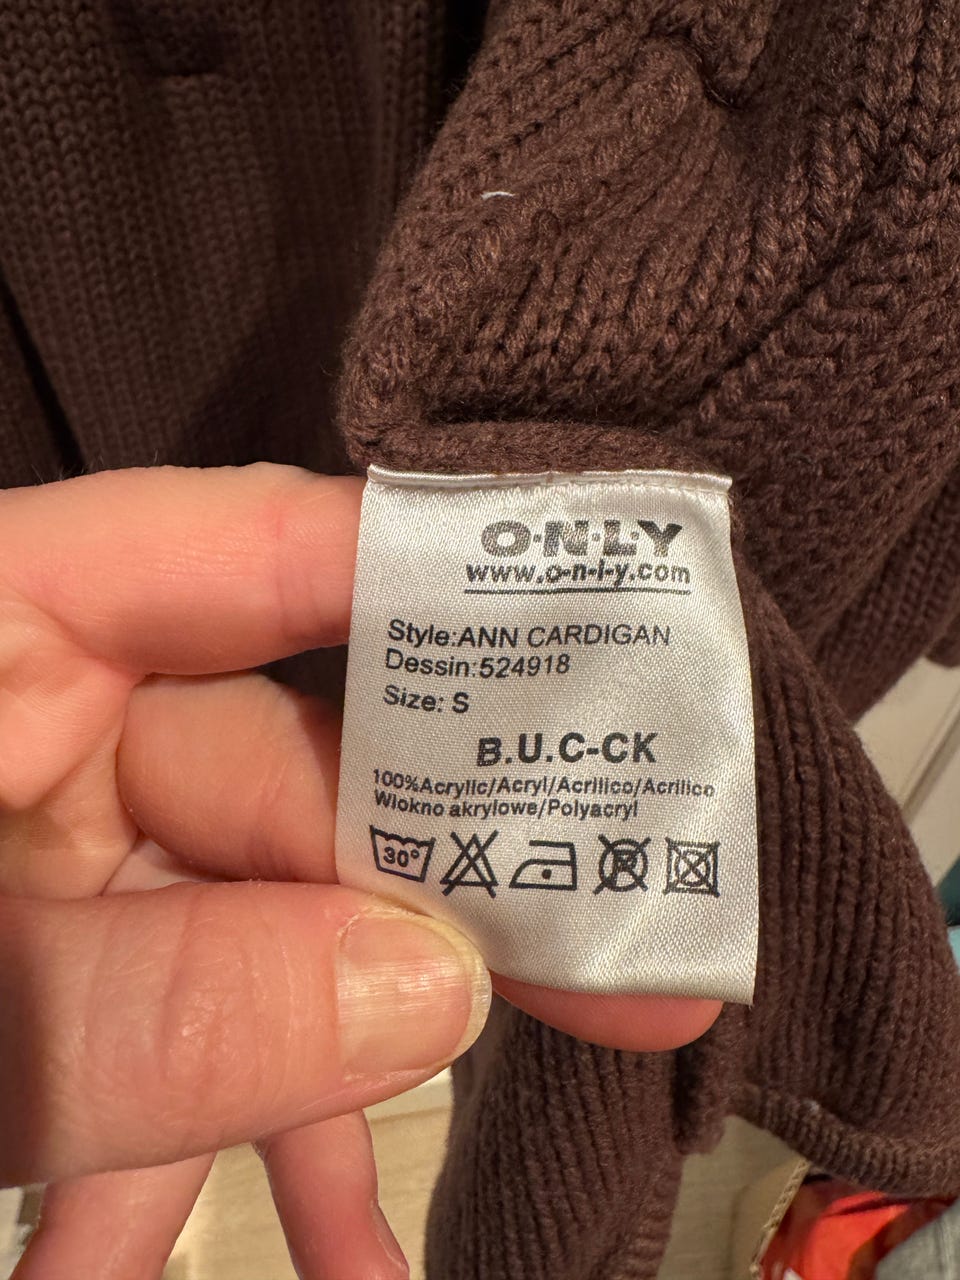 O·N·L·Y
www.o-n-l-y.com
Style:ANN CARDIGAN
Dessin:524918
Size: S
B.U.C-CK
100%Acrylic/Acryl/Acrilico/Acrilico
Wlokno akrylowe/Polyacryl
30°
P